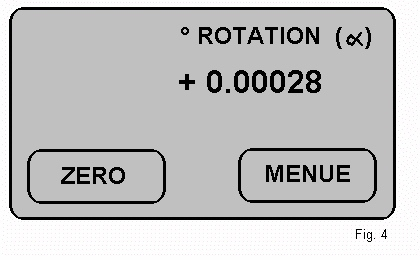 ° ROTATION (α)
+ 0.00028
ZERO MENUE
Fig. 4